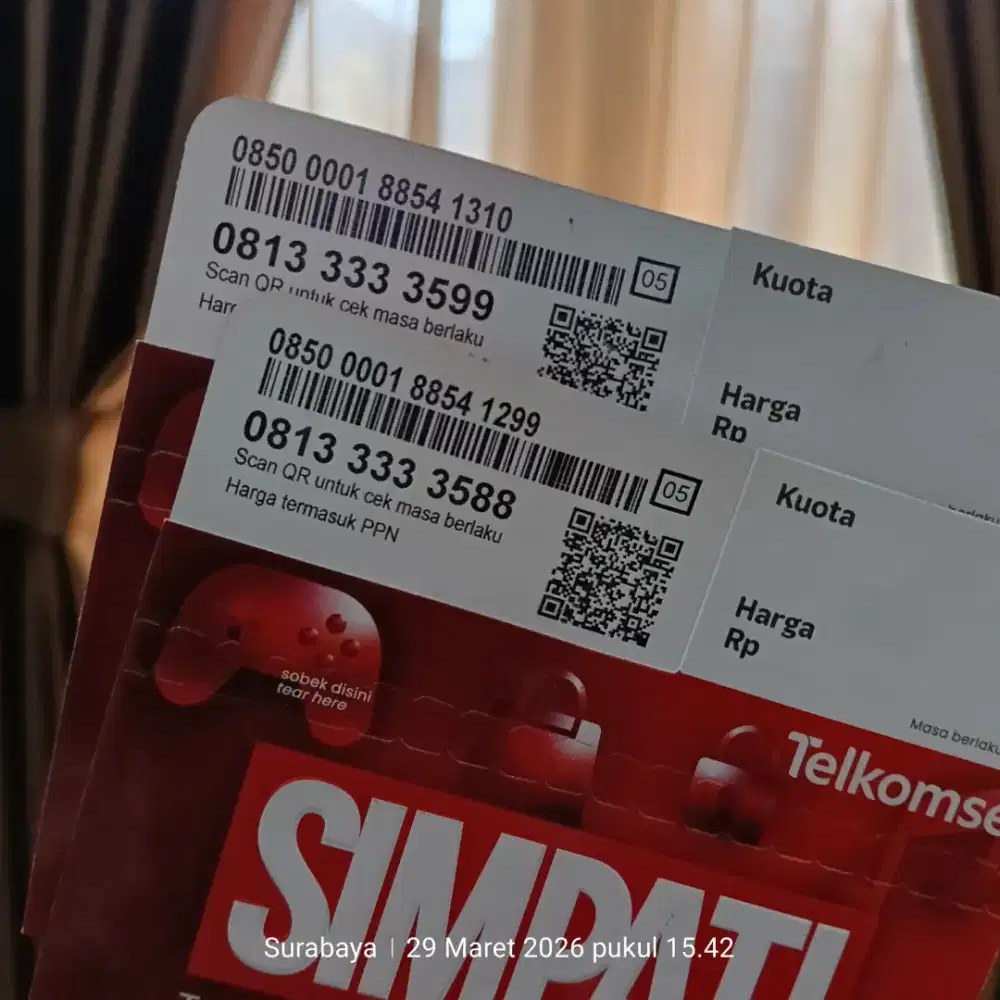 0850 0001 8854 1310
05
0813 333 3599
Scan QR untuk cek masa berlaku
Kuota
Harga
Rp
0850 0001 8854 1299
05
0813 333 3588
Scan QR untuk cek masa berlaku
Harga termasuk PPN
Kuota
Harga
Rp
Masa berlaku
sobek disini
tear here
Telkomse
SIMPATI
Surabaya | 29 Maret 2026 pukul 15.42